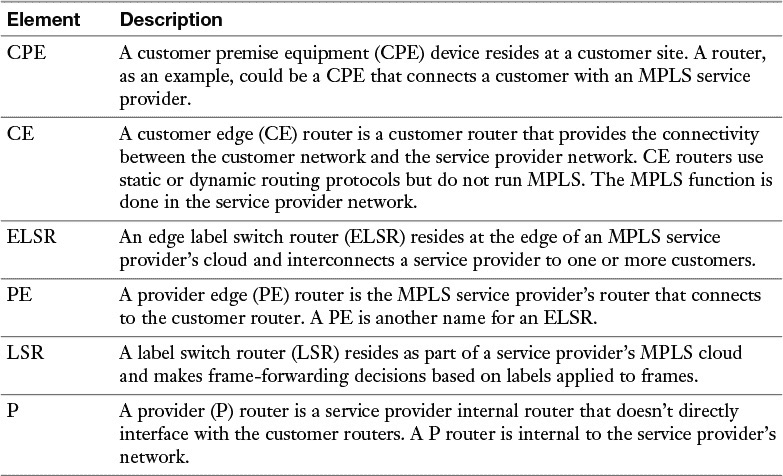 Element Description
CPE A customer premise equipment (CPE) device resides at a customer site. A router,
as an example, could be a CPE that connects a customer with an MPLS service
provider.
CE A customer edge (CE) router is a customer router that provides the connectivity
between the customer network and the service provider network. CE routers use
static or dynamic routing protocols but do not run MPLS. The MPLS function is
done in the service provider network.
ELSR An edge label switch router (ELSR) resides at the edge of an MPLS service
provider’s cloud and interconnects a service provider to one or more customers.
PE A provider edge (PE) router is the MPLS service provider’s router that connects
to the customer router. A PE is another name for an ELSR.
LSR A label switch router (LSR) resides as part of a service provider’s MPLS cloud
and makes frame-forwarding decisions based on labels applied to frames.
P A provider (P) router is a service provider internal router that doesn’t directly
interface with the customer routers. A P router is internal to the service provider’s
network.